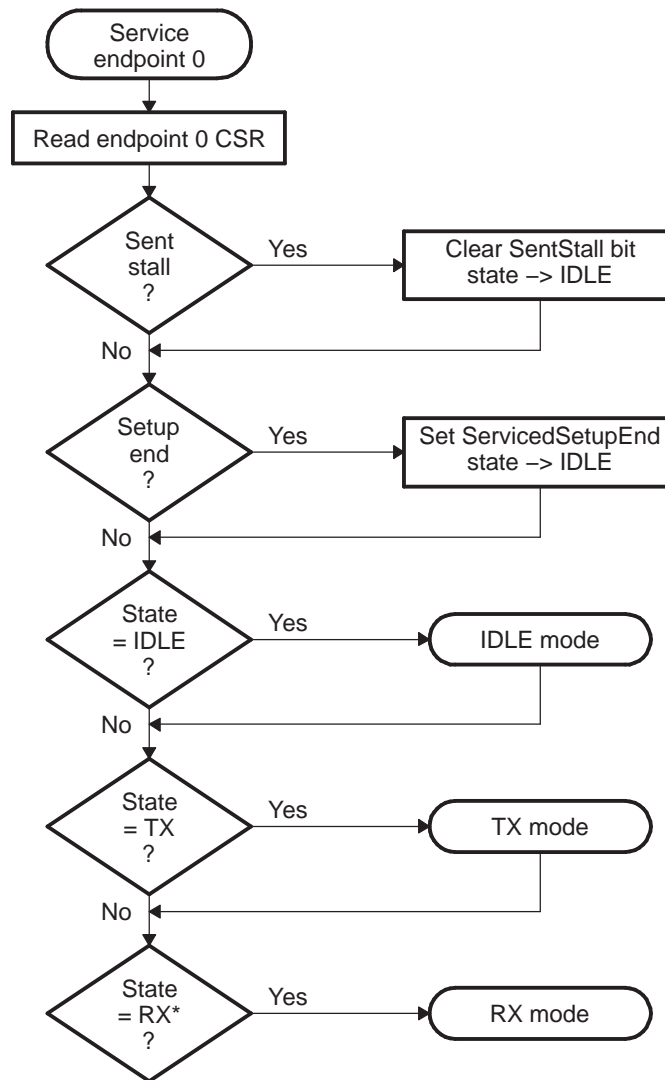 Service
endpoint 0
Read endpoint 0 CSR
Sent
stall
?
Yes
Clear SentStall bit
state –> IDLE
No
Setup
end
?
Yes
Set ServicedSetupEnd
state –> IDLE
No
State
= IDLE
?
Yes
IDLE mode
No
State
= TX
?
Yes
TX mode
No
State
= RX*
?
Yes
RX mode